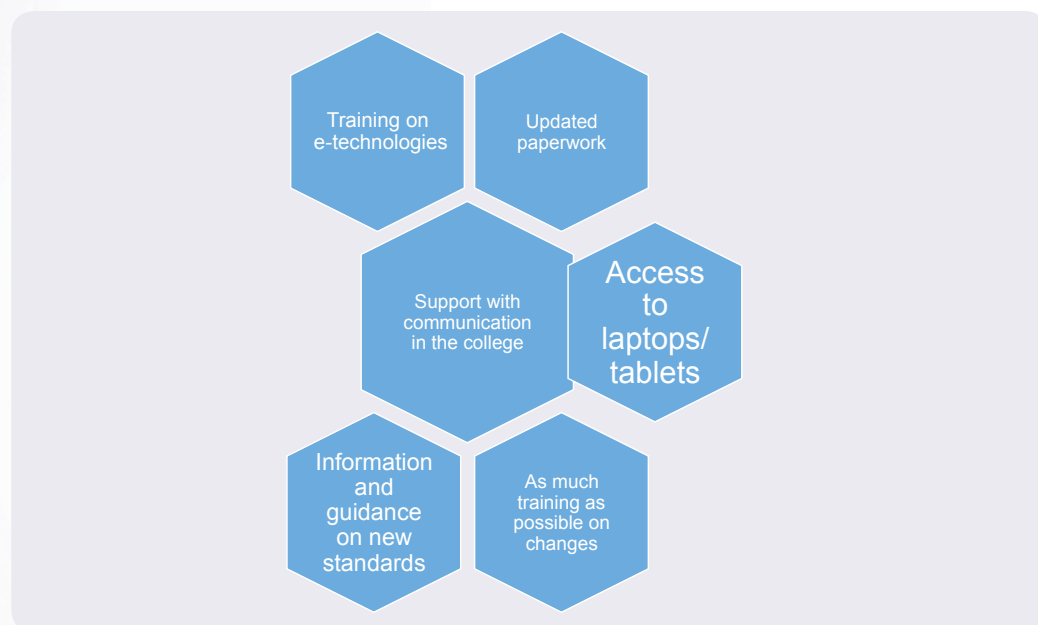 Training on
e-technologies
Updated
paperwork
Support with
communication
in the college
Access
to
laptops/
tablets
Information
and
guidance
on new
standards
As much
training as
possible on
changes